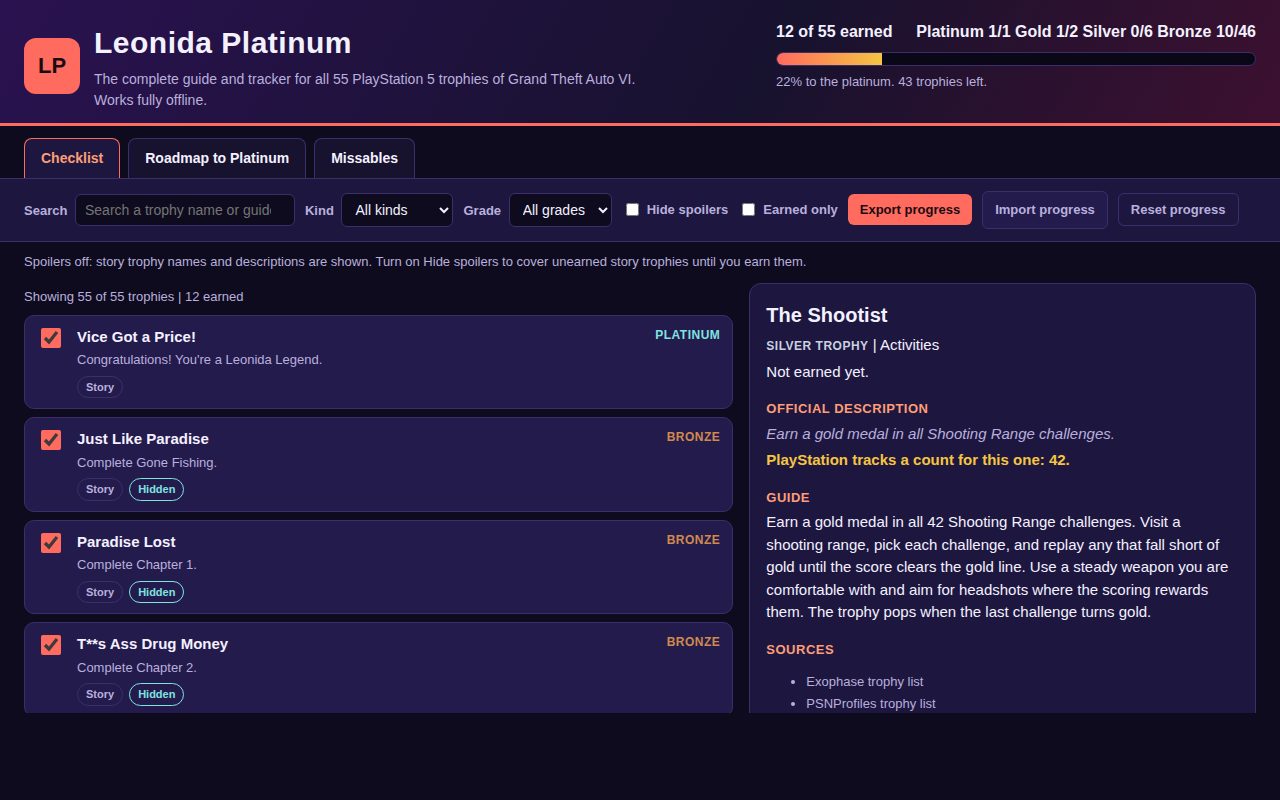 LP
Leonida Platinum
The complete guide and tracker for all 55 PlayStation 5 trophies of Grand Theft Auto VI.
Works fully offline.
12 of 55 earned
Platinum 1/1 Gold 1/2 Silver 0/6 Bronze 10/46
22% to the platinum. 43 trophies left.
Checklist
Roadmap to Platinum
Missables
Search
Search a trophy name or guide
Kind
All kinds
Grade
All grades
Hide spoilers
Earned only
Export progress
Import progress
Reset progress
Spoilers off: story trophy names and descriptions are shown. Turn on Hide spoilers to cover unearned story trophies until you earn them.
Showing 55 of 55 trophies | 12 earned
Vice Got a Price!
PLATINUM
Congratulations! You're a Leonida Legend.
Story
Just Like Paradise
BRONZE
Complete Gone Fishing.
Story
Hidden
Paradise Lost
BRONZE
Complete Chapter 1.
Story
Hidden
T**s Ass Drug Money
BRONZE
Complete Chapter 2.
Story
Hidden
The Shootist
SILVER TROPHY | Activities
Not earned yet.
OFFICIAL DESCRIPTION
Earn a gold medal in all Shooting Range challenges.
PlayStation tracks a count for this one: 42.
GUIDE
Earn a gold medal in all 42 Shooting Range challenges. Visit a
shooting range, pick each challenge, and replay any that fall short of
gold until the score clears the gold line. Use a steady weapon you are
comfortable with and aim for headshots where the scoring rewards
them. The trophy pops when the last challenge turns gold.
SOURCES
Exophase trophy list
PSNProfiles trophy list